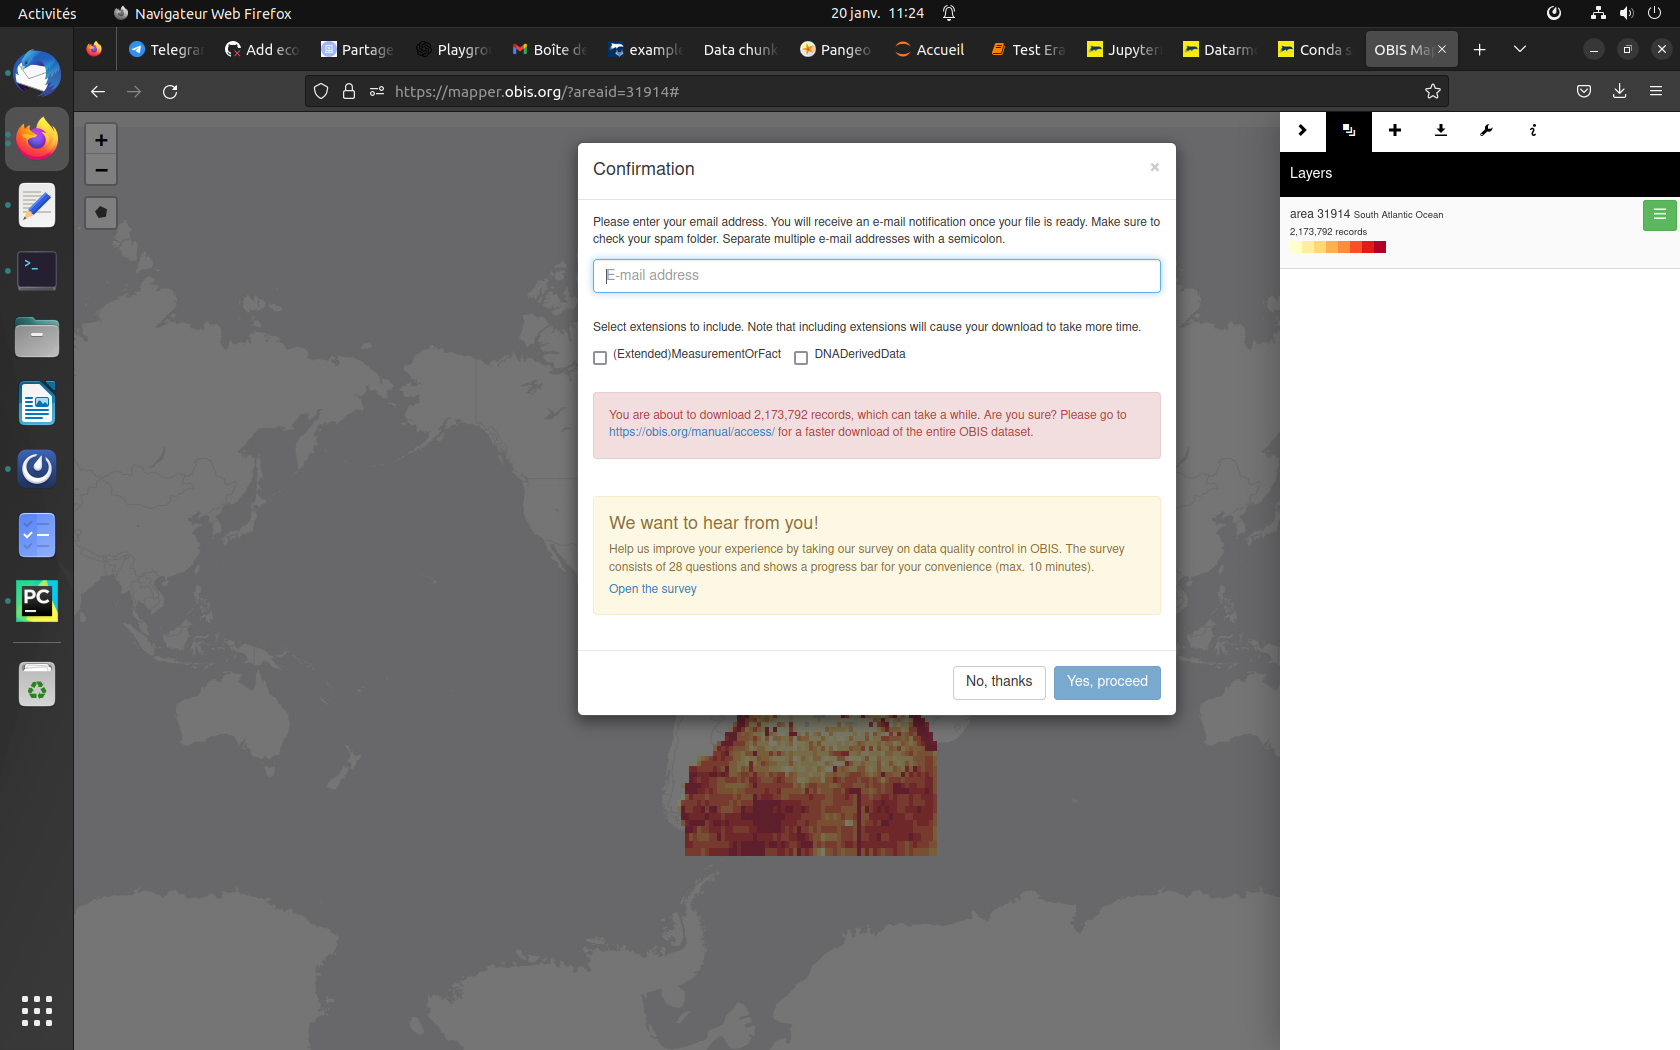 Activités
Navigateur Web Firefox
20 janv. 11:24
Telegra
Add eco
Partage
Playgro
Boîte de
example
Data chunk
Pangeo
Accueil
Test Era
Jupyter
Datarm
Conda s
OBIS Ma
https://mapper.obis.org/?areaid=31914#
+
−
Confirmation
×
Please enter your email address. You will receive an e-mail notification once your file is ready. Make sure to
check your spam folder. Separate multiple e-mail addresses with a semicolon.
E-mail address
Select extensions to include. Note that including extensions will cause your download to take more time.
(Extended)MeasurementOrFact
DNADerivedData
You are about to download 2,173,792 records, which can take a while. Are you sure? Please go to
https://obis.org/manual/access/ for a faster download of the entire OBIS dataset.
We want to hear from you!
Help us improve your experience by taking our survey on data quality control in OBIS. The survey
consists of 28 questions and shows a progress bar for your convenience (max. 10 minutes).
Open the survey
No, thanks
Yes, proceed
Layers
area 31914 South Atlantic Ocean
2,173,792 records
PC